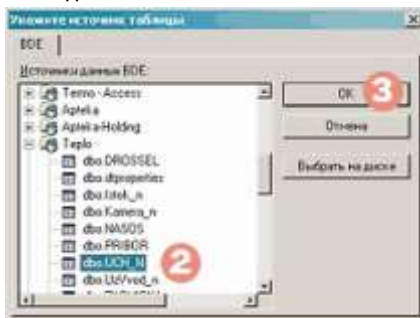 Укажите источник таблицы
BDE
Источники данных BDE:
Termo - Access
Apteka
Apteka-Holding
Teplo
dbo.DROSSEL
dbo.dtproperties
dbo.Istok_n
dbo.Kamera_n
dbo.NASOS
dbo.PRIBOR
dbo.UCH_N
dbo.UzVvod_n
OK
Отмена
Выбрать на диске
2
3